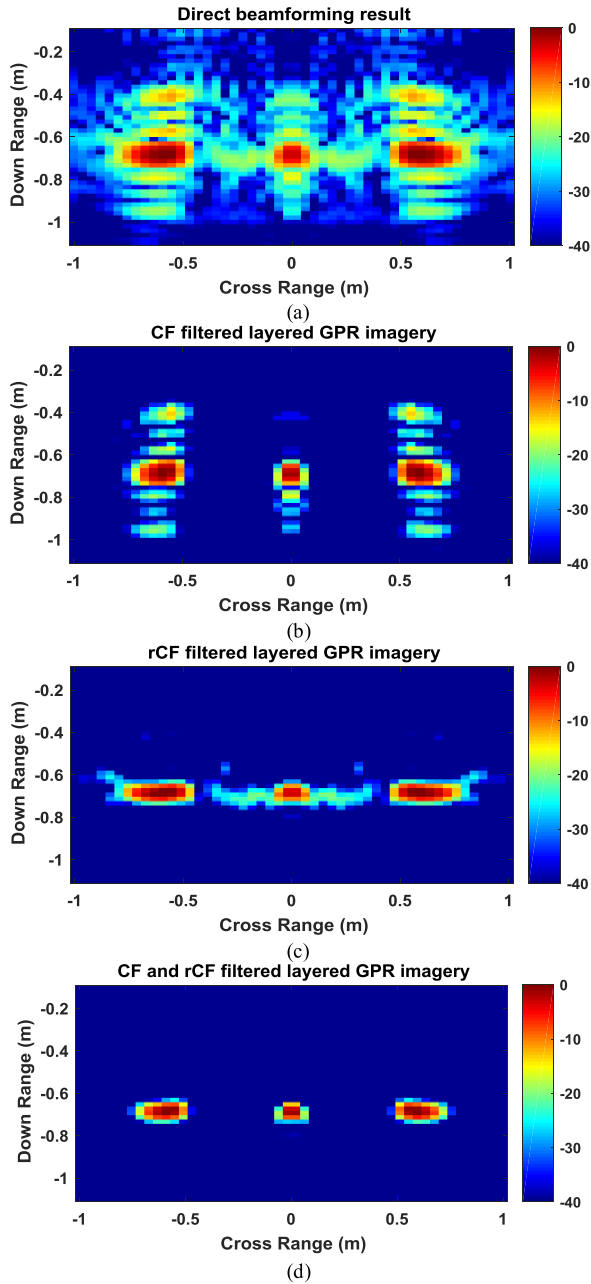 Direct beamforming result
0
-0.2
-10
-0.4
Down Range (m)
-0.6
-20
-0.8
-30
-1
-40
-1 -0.5 0 0.5 1
Cross Range (m)
(a)
CF filtered layered GPR imagery
0
-0.2
-10
-0.4
Down Range (m)
-0.6
-20
-0.8
-30
-1
-40
-1 -0.5 0 0.5 1
Cross Range (m)
(b)
rCF filtered layered GPR imagery
0
-0.2
-10
-0.4
Down Range (m)
-0.6
-20
-0.8
-30
-1
-40
-1 -0.5 0 0.5 1
Cross Range (m)
(c)
CF and rCF filtered layered GPR imagery
0
-0.2
-10
-0.4
Down Range (m)
-0.6
-20
-0.8
-30
-1
-40
-1 -0.5 0 0.5 1
Cross Range (m)
(d)